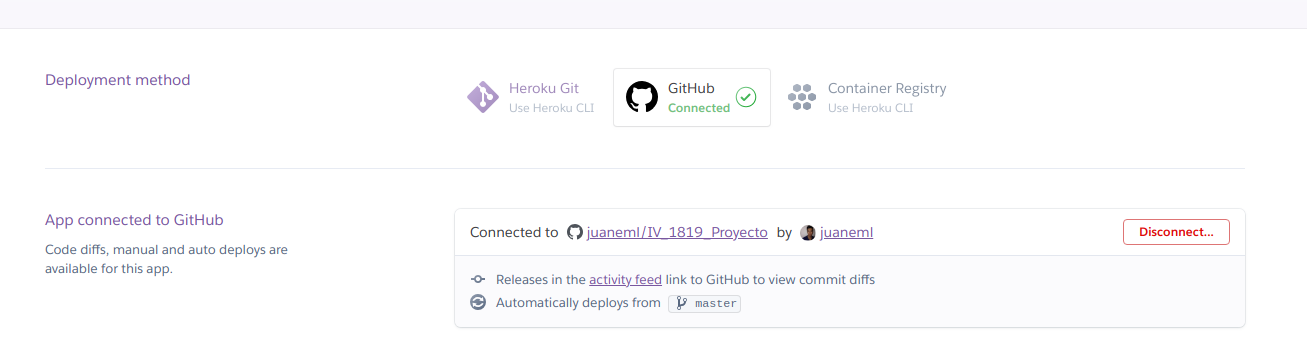 Deployment method
Heroku Git
Use Heroku CLI
GitHub
Connected
Container Registry
Use Heroku CLI
App connected to GitHub
Code diffs, manual and auto deploys are
available for this app.
Connected to juaneml/IV_1819_Proyecto by juaneml
Disconnect...
Releases in the activity feed link to GitHub to view commit diffs
Automatically deploys from master